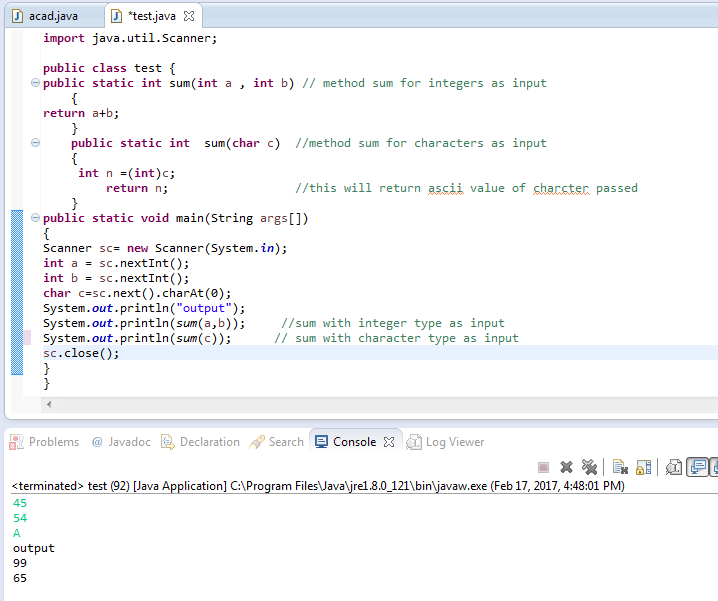 acad.java *test.java
import java.util.Scanner;
public class test {
public static int sum(int a , int b) // method sum for integers as input
{
return a+b;
}
public static int  sum(char c)  //method sum for characters as input
{
int n =(int)c;
return n;                 //this will return ascii value of charcter passed
}
public static void main(String args[])
{
Scanner sc= new Scanner(System.in);
int a = sc.nextInt();
int b = sc.nextInt();
char c=sc.next().charAt(0);
System.out.println("output");
System.out.println(sum(a,b));     //sum with integer type as input
System.out.println(sum(c));      // sum with character type as input
sc.close();
}
}
Problems @ Javadoc Declaration Search Console Log Viewer
<terminated> test (92) [Java Application] C:\Program Files\Java\jre1.8.0_121\bin\javaw.exe (Feb 17, 2017, 4:48:01 PM)
45
54
A
output
99
65